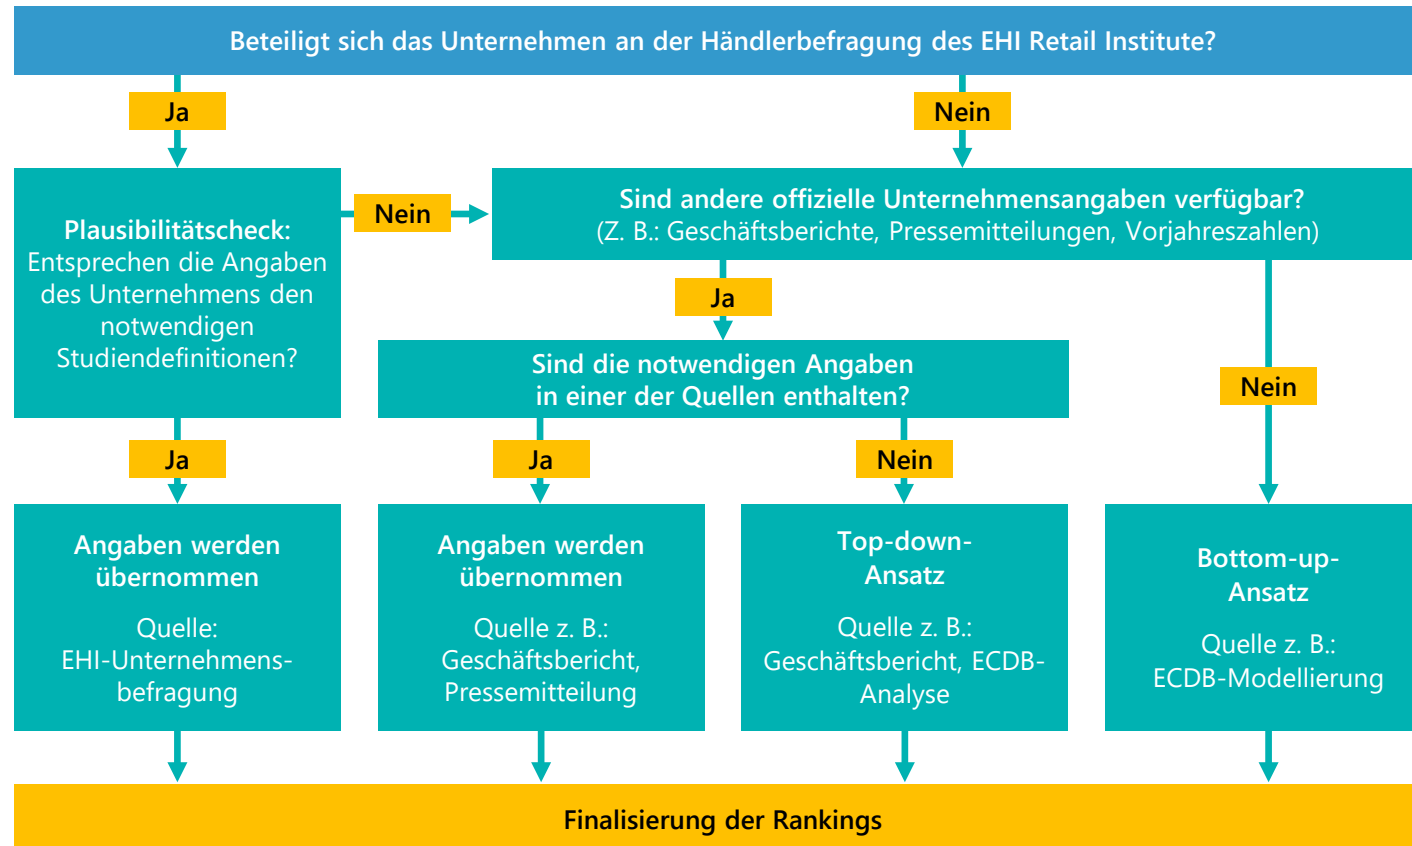 Beteiligt sich das Unternehmen an der Händlerbefragung des EHI Retail Institute?
Ja
Nein
Plausibilitätscheck:
Entsprechen die Angaben
des Unternehmens den
notwendigen
Studiendefinitionen?
Nein
Sind andere offizielle Unternehmensangaben verfügbar?
(Z. B.: Geschäftsberichte, Pressemitteilungen, Vorjahreszahlen)
Ja
Nein
Sind die notwendigen Angaben
in einer der Quellen enthalten?
Ja
Ja
Nein
Angaben werden
übernommen
Quelle:
EHI-Unternehmens-
befragung
Angaben werden
übernommen
Quelle z. B.:
Geschäftsbericht,
Pressemitteilung
Top-down-
Ansatz
Quelle z. B.:
Geschäftsbericht, ECDB-
Analyse
Bottom-up-
Ansatz
Quelle z. B.:
ECDB-Modellierung
Finalisierung der Rankings